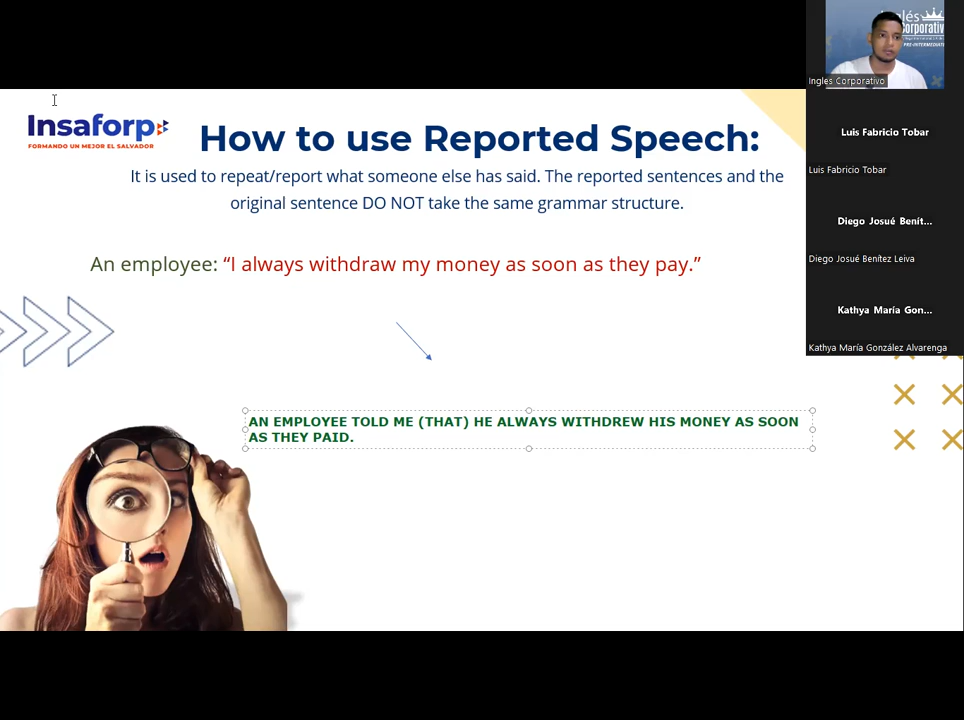 Inglés
Corporativo
PRE-INTERMEDIATE
Ingles Corporativo
Luis Fabricio Tobar
Luis Fabricio Tobar
Diego Josué Benít...
Diego Josué Benítez Leiva
Kathya María Gon...
Kathya María González Alvarenga
Insaforp
FORMANDO UN MEJOR EL SALVADOR
How to use Reported Speech:
It is used to repeat/report what someone else has said. The reported sentences and the
original sentence DO NOT take the same grammar structure.
An employee: “I always withdraw my money as soon as they pay.”
AN EMPLOYEE TOLD ME (THAT) HE ALWAYS WITHDREW HIS MONEY AS SOON
AS THEY PAID.